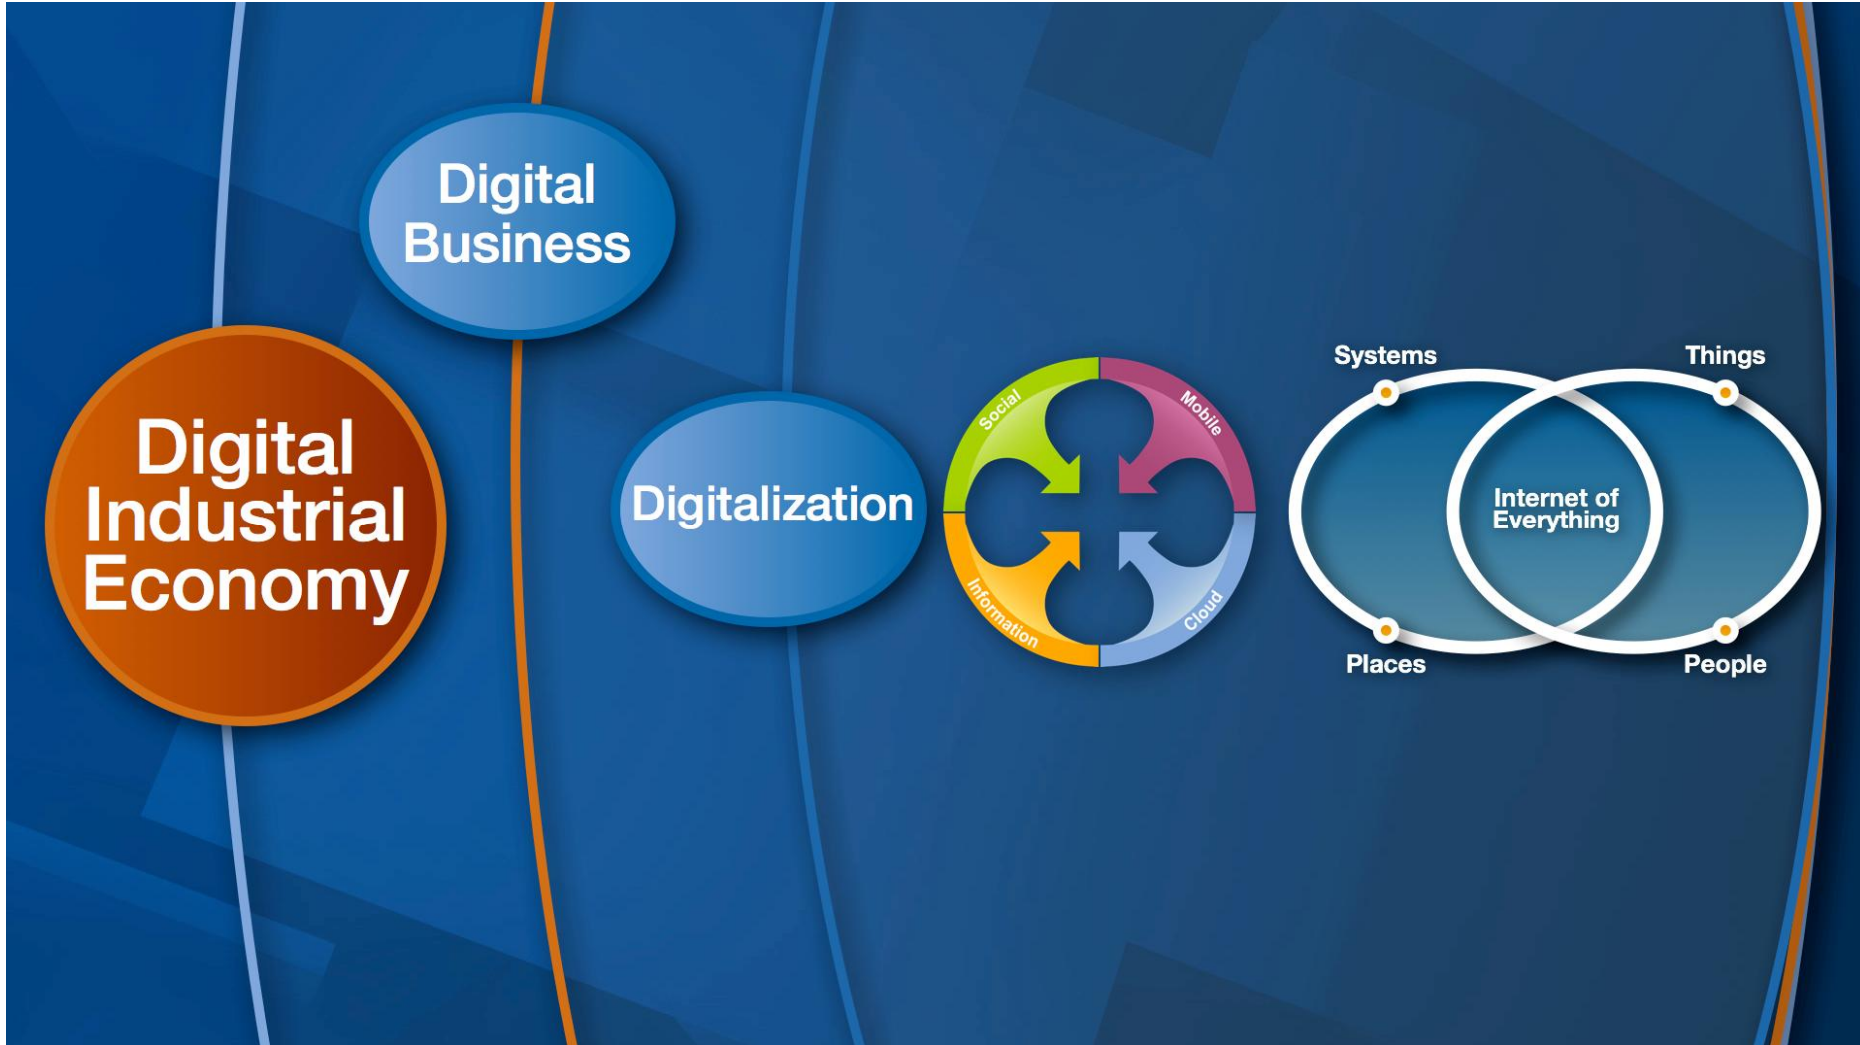 Digital
Business
Digital
Industrial
Economy
Digitalization
Social
Mobile
Information
Cloud
Systems
Things
Internet of
Everything
Places
People